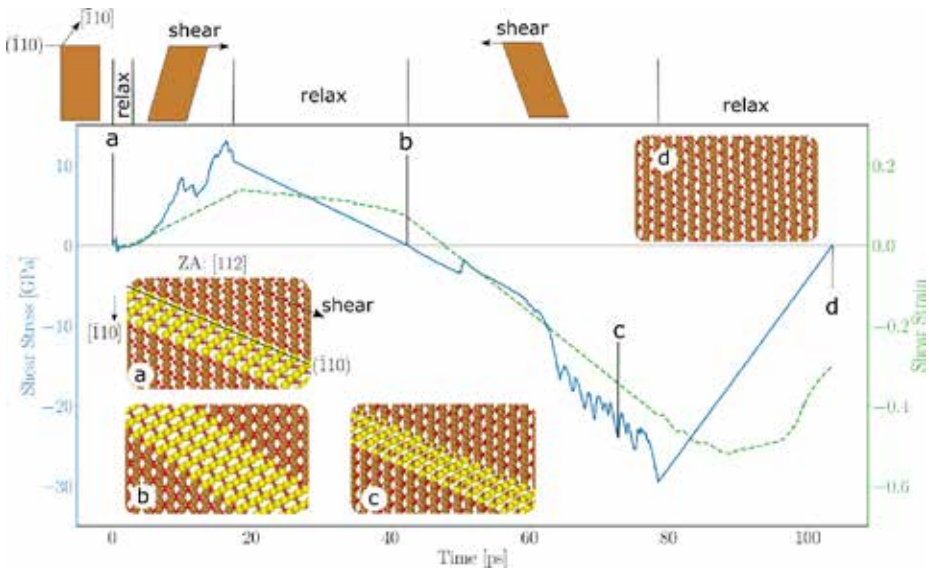 [1̄10]
(1̄10)
relax
shear
relax
shear
relax
a
b
d
10
0
−10
−20
−30
Shear Stress [GPa]
0.2
0.0
−0.2
−0.4
−0.6
Shear Strain
ZA: [112]
shear
[1̄10]
(1̄10)
a
b
c
c
d
0
20
40
60
80
100
Time [ps]